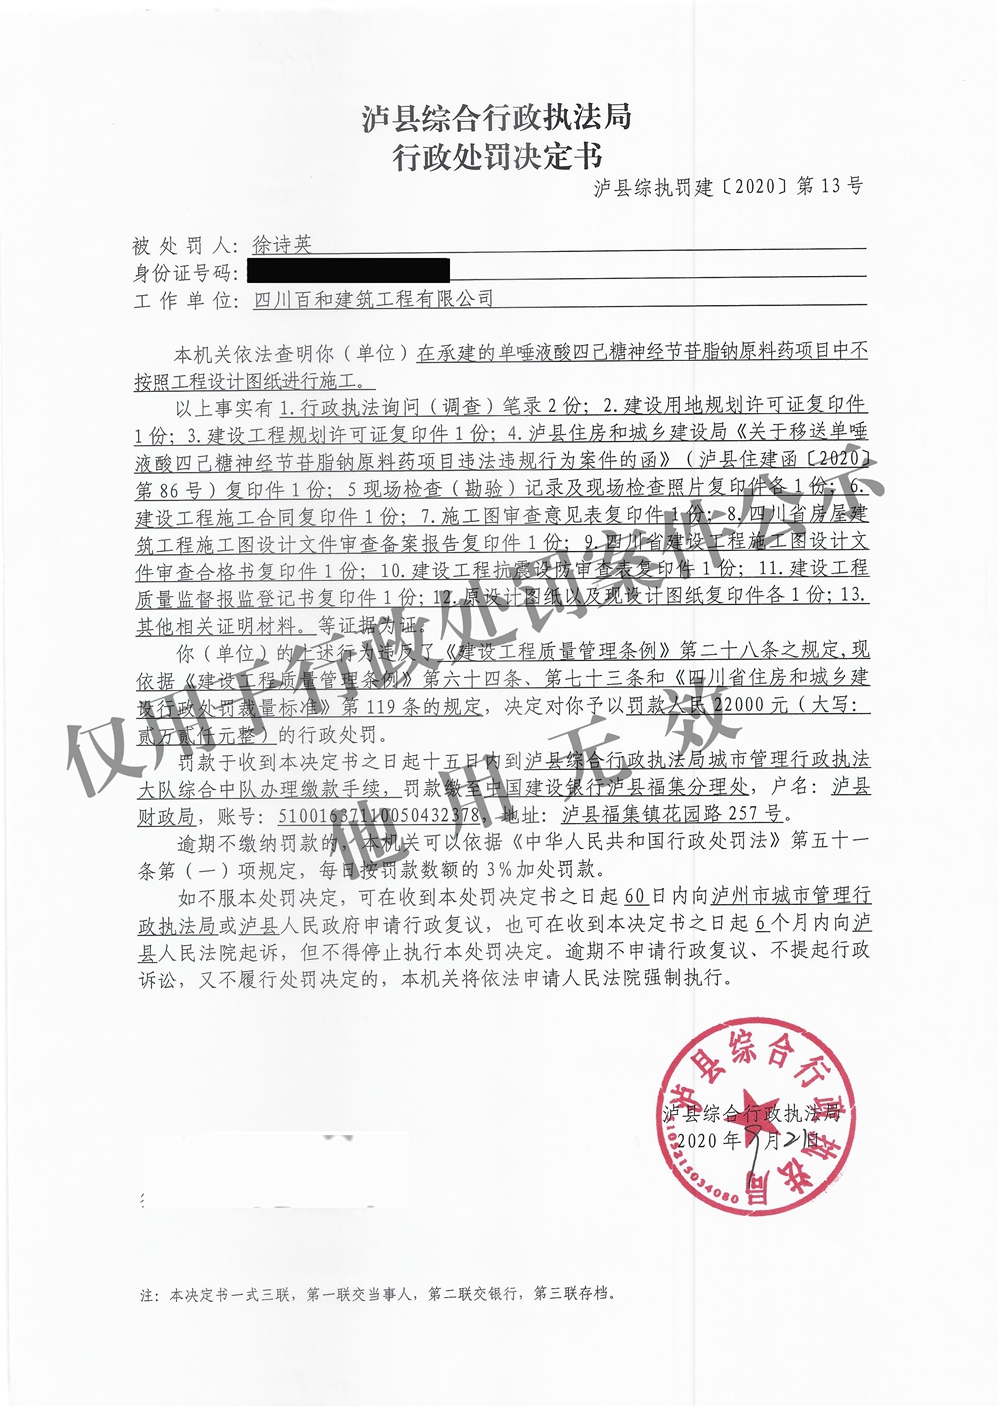 泸县综合行政执法局
行政处罚决定书
泸县综执罚建〔2020〕第13号
被处罚人：徐诗英
身份证号码：
工作单位：四川百和建筑工程有限公司
本机关依法查明你（单位）在承建的单唾液酸四己糖神经节苷脂钠原料药项目中不
按照工程设计图纸进行施工。
以上事实有1.行政执法询问（调查）笔录2份；2.建设用地规划许可证复印件
1份；3.建设工程规划许可证复印件1份；4.泸县住房和城乡建设局《关于移送单唾
液酸四己糖神经节苷脂钠原料药项目违法违规行为案件的函》（泸县住建函〔2020〕
第86号）复印件1份；5现场检查（勘验）记录及现场检查照片复印件各1份；6.
建设工程施工合同复印件1份；7.施工图审查意见表复印件1份；8.四川省房屋建
筑工程施工图设计文件审查备案报告复印件1份；9.四川省建设工程施工图设计文
件审查合格书复印件1份；10.建设工程抗震设防审查表复印件1份；11.建设工程
质量监督报监登记书复印件1份；12.原设计图纸以及现设计图纸复印件各1份；13.
其他相关证明材料。等证据为证。
你（单位）的上述行为违反了《建设工程质量管理条例》第二十八条之规定，现
依据《建设工程质量管理条例》第六十四条、第七十三条和《四川省住房和城乡建
设行政处罚裁量标准》第119条的规定，决定对你予以罚款人民22000元（大写：
贰万贰仟元整）的行政处罚。
罚款于收到本决定书之日起十五日内到泸县综合行政执法局城市管理行政执法
大队综合中队办理缴款手续，罚款缴至中国建设银行泸县福集分理处，户名：泸县
财政局，账号：51001637110050432378，地址：泸县福集镇花园路257号。
逾期不缴纳罚款的，本机关可以依据《中华人民共和国行政处罚法》第五十一
条第（一）项规定，每日按罚款数额的3%加处罚款。
如不服本处罚决定，可在收到本处罚决定书之日起60日内向泸州市城市管理行
政执法局或泸县人民政府申请行政复议，也可在收到本决定书之日起6个月内向泸
县人民法院起诉，但不得停止执行本处罚决定。逾期不申请行政复议、不提起行政
诉讼，又不履行处罚决定的，本机关将依法申请人民法院强制执行。
泸县综合行政执法局
2020年9月21日
泸县综合行政执法局
5105215034080
注：本决定书一式三联，第一联交当事人，第二联交银行，第三联存档。
仅用于行政处罚案件公示
他用无效